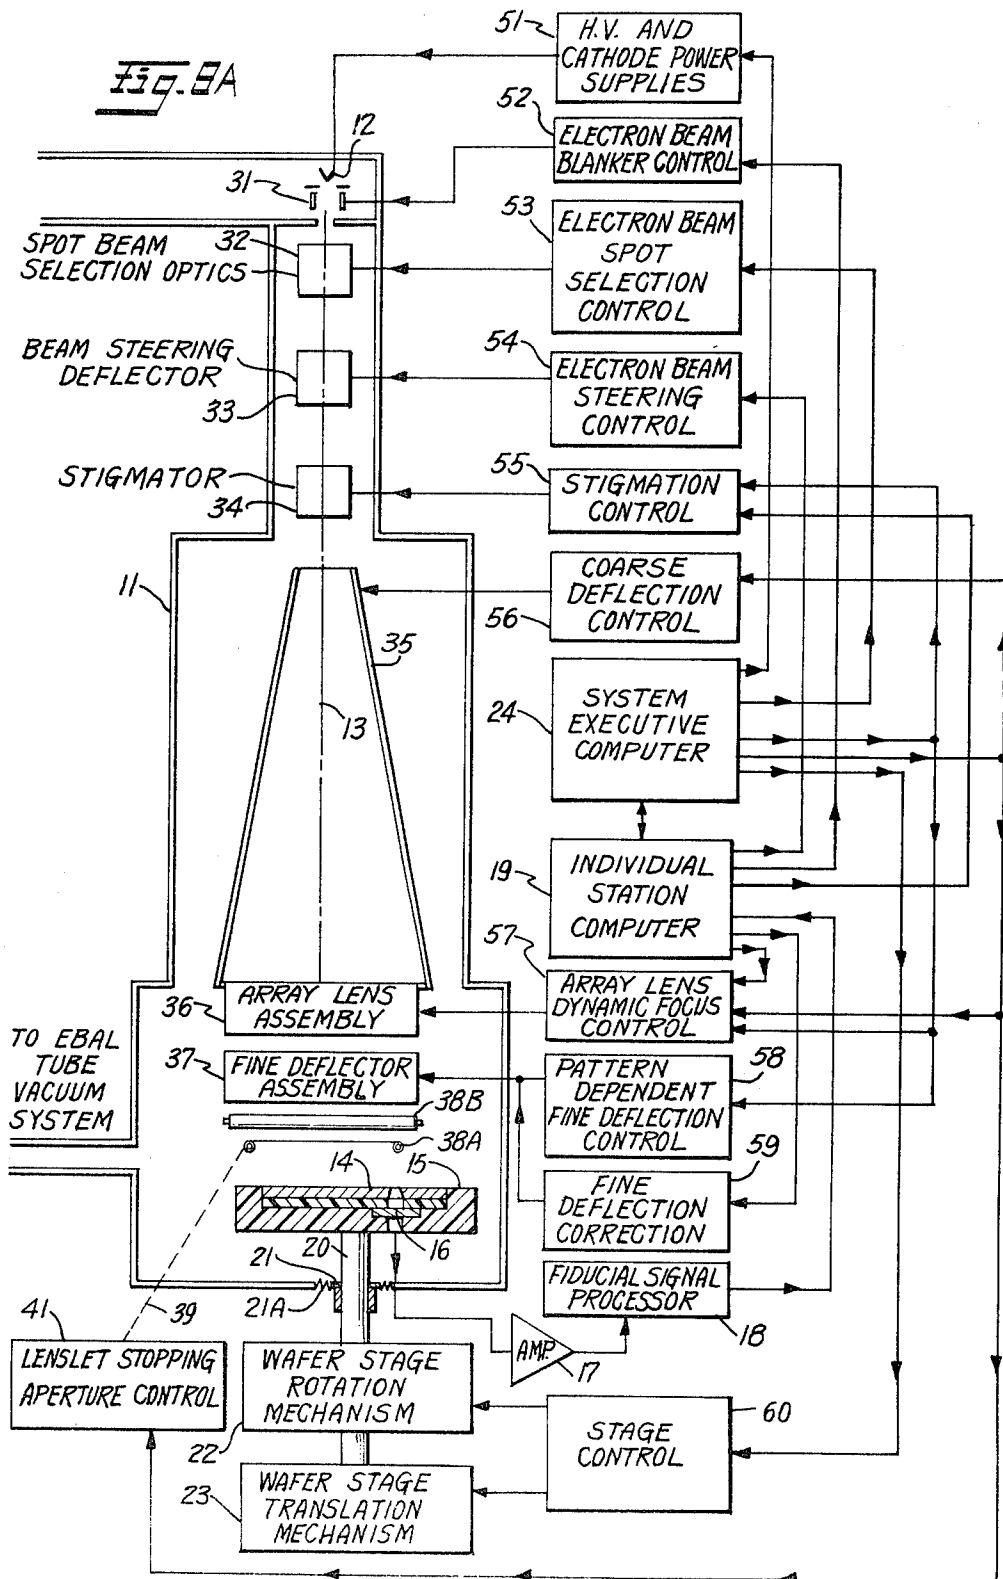 Fig. 8A
51
H.V. AND
CATHODE POWER
SUPPLIES
12
52
ELECTRON BEAM
BLANKER CONTROL
31
SPOT BEAM
SELECTION OPTICS
32
53
ELECTRON BEAM
SPOT
SELECTION
CONTROL
BEAM STEERING
DEFLECTOR
33
54
ELECTRON BEAM
STEERING
CONTROL
STIGMATOR
34
55
STIGMATION
CONTROL
11
COARSE
DEFLECTION
CONTROL
56
35
13
24
SYSTEM
EXECUTIVE
COMPUTER
19
INDIVIDUAL
STATION
COMPUTER
57
36
ARRAY LENS
ASSEMBLY
ARRAY LENS
DYNAMIC FOCUS
CONTROL
TO EBAL
TUBE
VACUUM
SYSTEM
37
FINE DEFLECTOR
ASSEMBLY
PATTERN
DEPENDENT
FINE DEFLECTION
CONTROL
58
38B
38A
14
15
16
59
FINE
DEFLECTION
CORRECTION
20
21
21A
FIDUCIAL SIGNAL
PROCESSOR
18
39
41
LENSLET STOPPING
APERTURE CONTROL
AMP.
17
WAFER STAGE
ROTATION
MECHANISM
22
60
STAGE
CONTROL
23
WAFER STAGE
TRANSLATION
MECHANISM